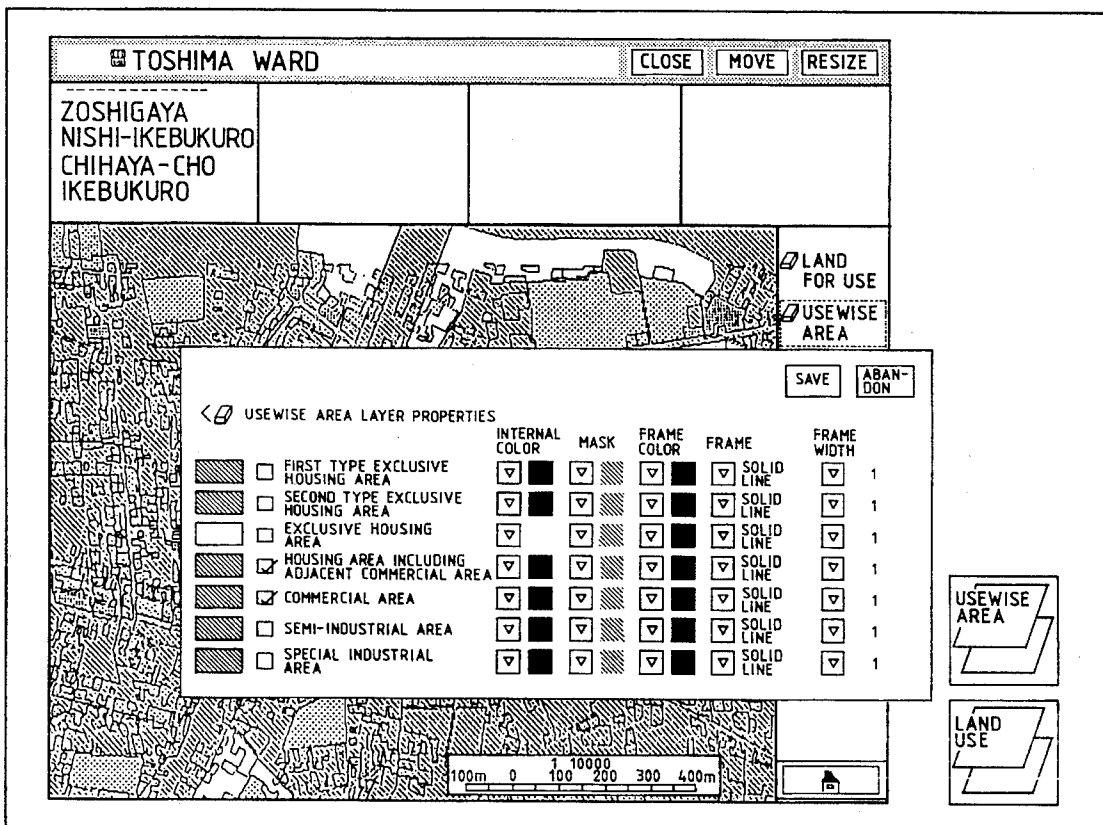 TOSHIMA WARD
CLOSE MOVE RESIZE
ZOSHIGAYA
NISHI-IKEBUKURO
CHIHAYA-CHO
IKEBUKURO
LAND
FOR USE
USEWISE
AREA
SAVE
ABAN-
DON
USEWISE AREA LAYER PROPERTIES
INTERNAL
COLOR
MASK
FRAME
COLOR
FRAME
FRAME
WIDTH
FIRST TYPE EXCLUSIVE
HOUSING AREA
SOLID
LINE
1
SECOND TYPE EXCLUSIVE
HOUSING AREA
SOLID
LINE
1
EXCLUSIVE HOUSING
AREA
SOLID
LINE
1
HOUSING AREA INCLUDING
ADJACENT COMMERCIAL AREA
SOLID
LINE
1
COMMERCIAL AREA
SOLID
LINE
1
SEMI-INDUSTRIAL AREA
SOLID
LINE
1
SPECIAL INDUSTRIAL
AREA
SOLID
LINE
1
USEWISE
AREA
LAND
USE
1 10000
100m 0 100 200 300 400m